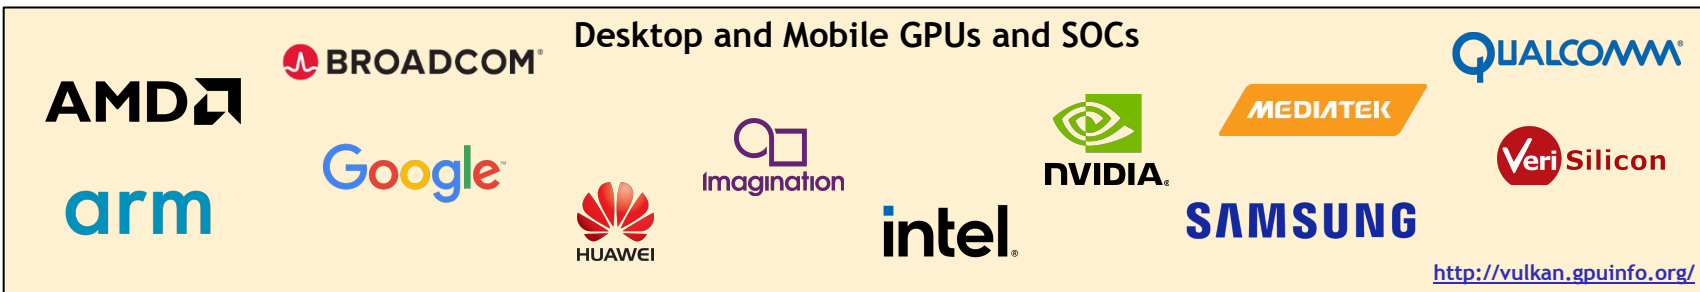 Desktop and Mobile GPUs and SOCs
BROADCOM®
QUALCOMM®
AMD
MEDIATEK
Google™
Imagination
NVIDIA®
VeriSilicon
arm
HUAWEI
intel®
SAMSUNG
http://vulkan.gpuinfo.org/